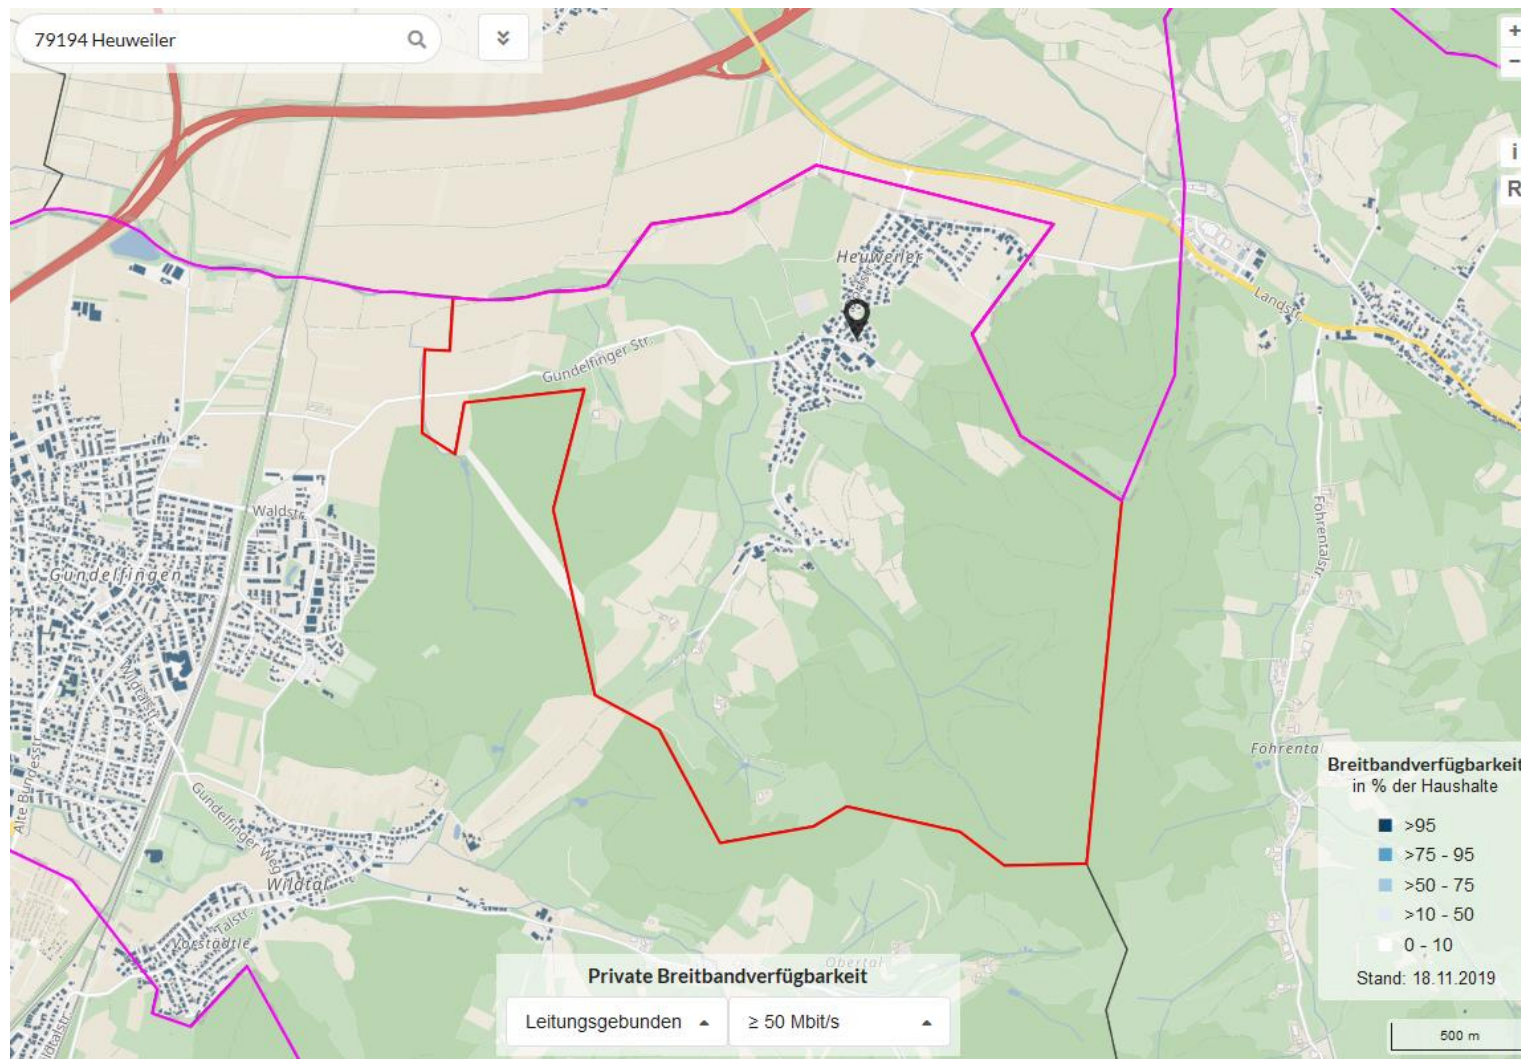 79194 Heuweiler
+
−
i
R
Heuweiler
Landstr.
Gundelfinger Str.
Waldstr.
Gundelfingen
Wildtalstr.
Föhrentalstr.
Föhrental
Alte Bundesstr.
Gundelfinger Weg
Wildtal
Talstr.
Vorstädtle
Obertal
Breitbandverfügbarkeit
in % der Haushalte
>95
>75 - 95
>50 - 75
>10 - 50
0 - 10
Stand: 18.11.2019
Private Breitbandverfügbarkeit
Leitungsgebunden
≥ 50 Mbit/s
500 m